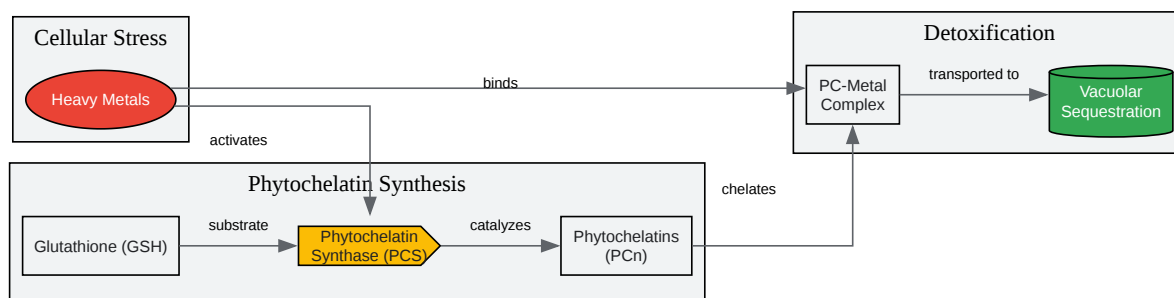 Cellular Stress
Heavy Metals
binds
activates
Detoxification
PC-Metal
Complex
transported to
Vacuolar
Sequestration
Phytochelatin Synthesis
Glutathione (GSH)
substrate
Phytochelatin
Synthase (PCS)
catalyzes
Phytochelatins
(PCn)
chelates